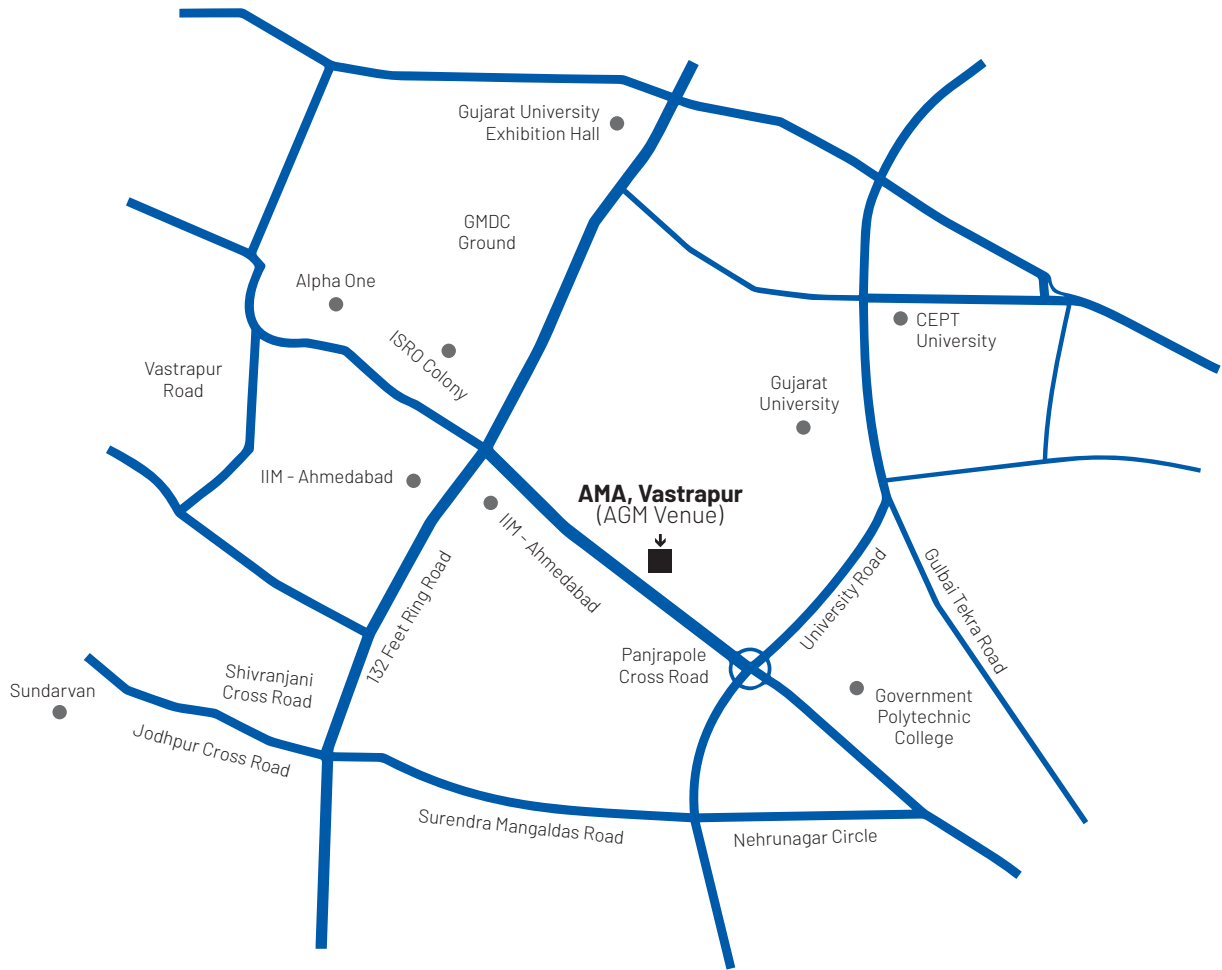 Gujarat University
Exhibition Hall
GMDC
Ground
Alpha One
ISRO Colony
CEPT
University
Vastrapur
Road
Gujarat
University
IIM - Ahmedabad
AMA, Vastrapur
(AGM Venue)
IIM - Ahmedabad
132 Feet Ring Road
University Road
Gulbai Tekra Road
Panjrapole
Cross Road
Shivranjani
Cross Road
Sundarvan
Government
Polytechnic
College
Jodhpur Cross Road
Surendra Mangaldas Road
Nehrunagar Circle